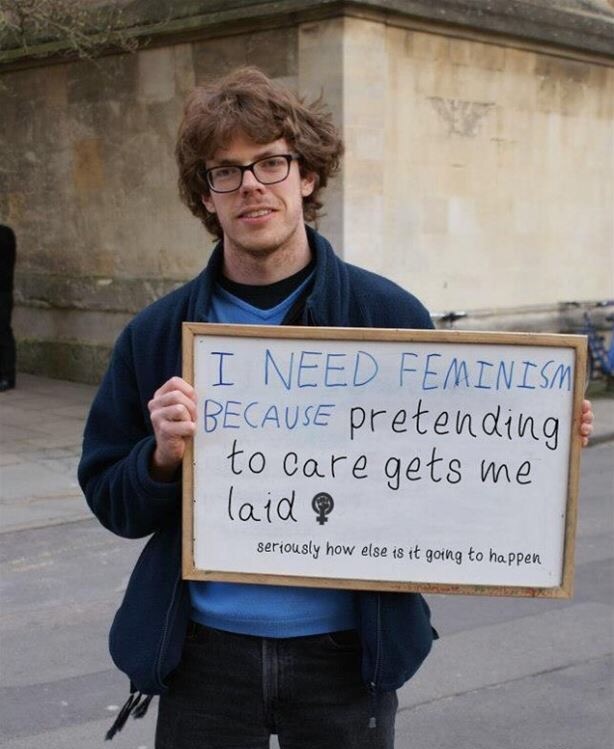 I NEED FEMINISM
BECAUSE pretending
to care gets me
laid
seriously how else is it going to happen